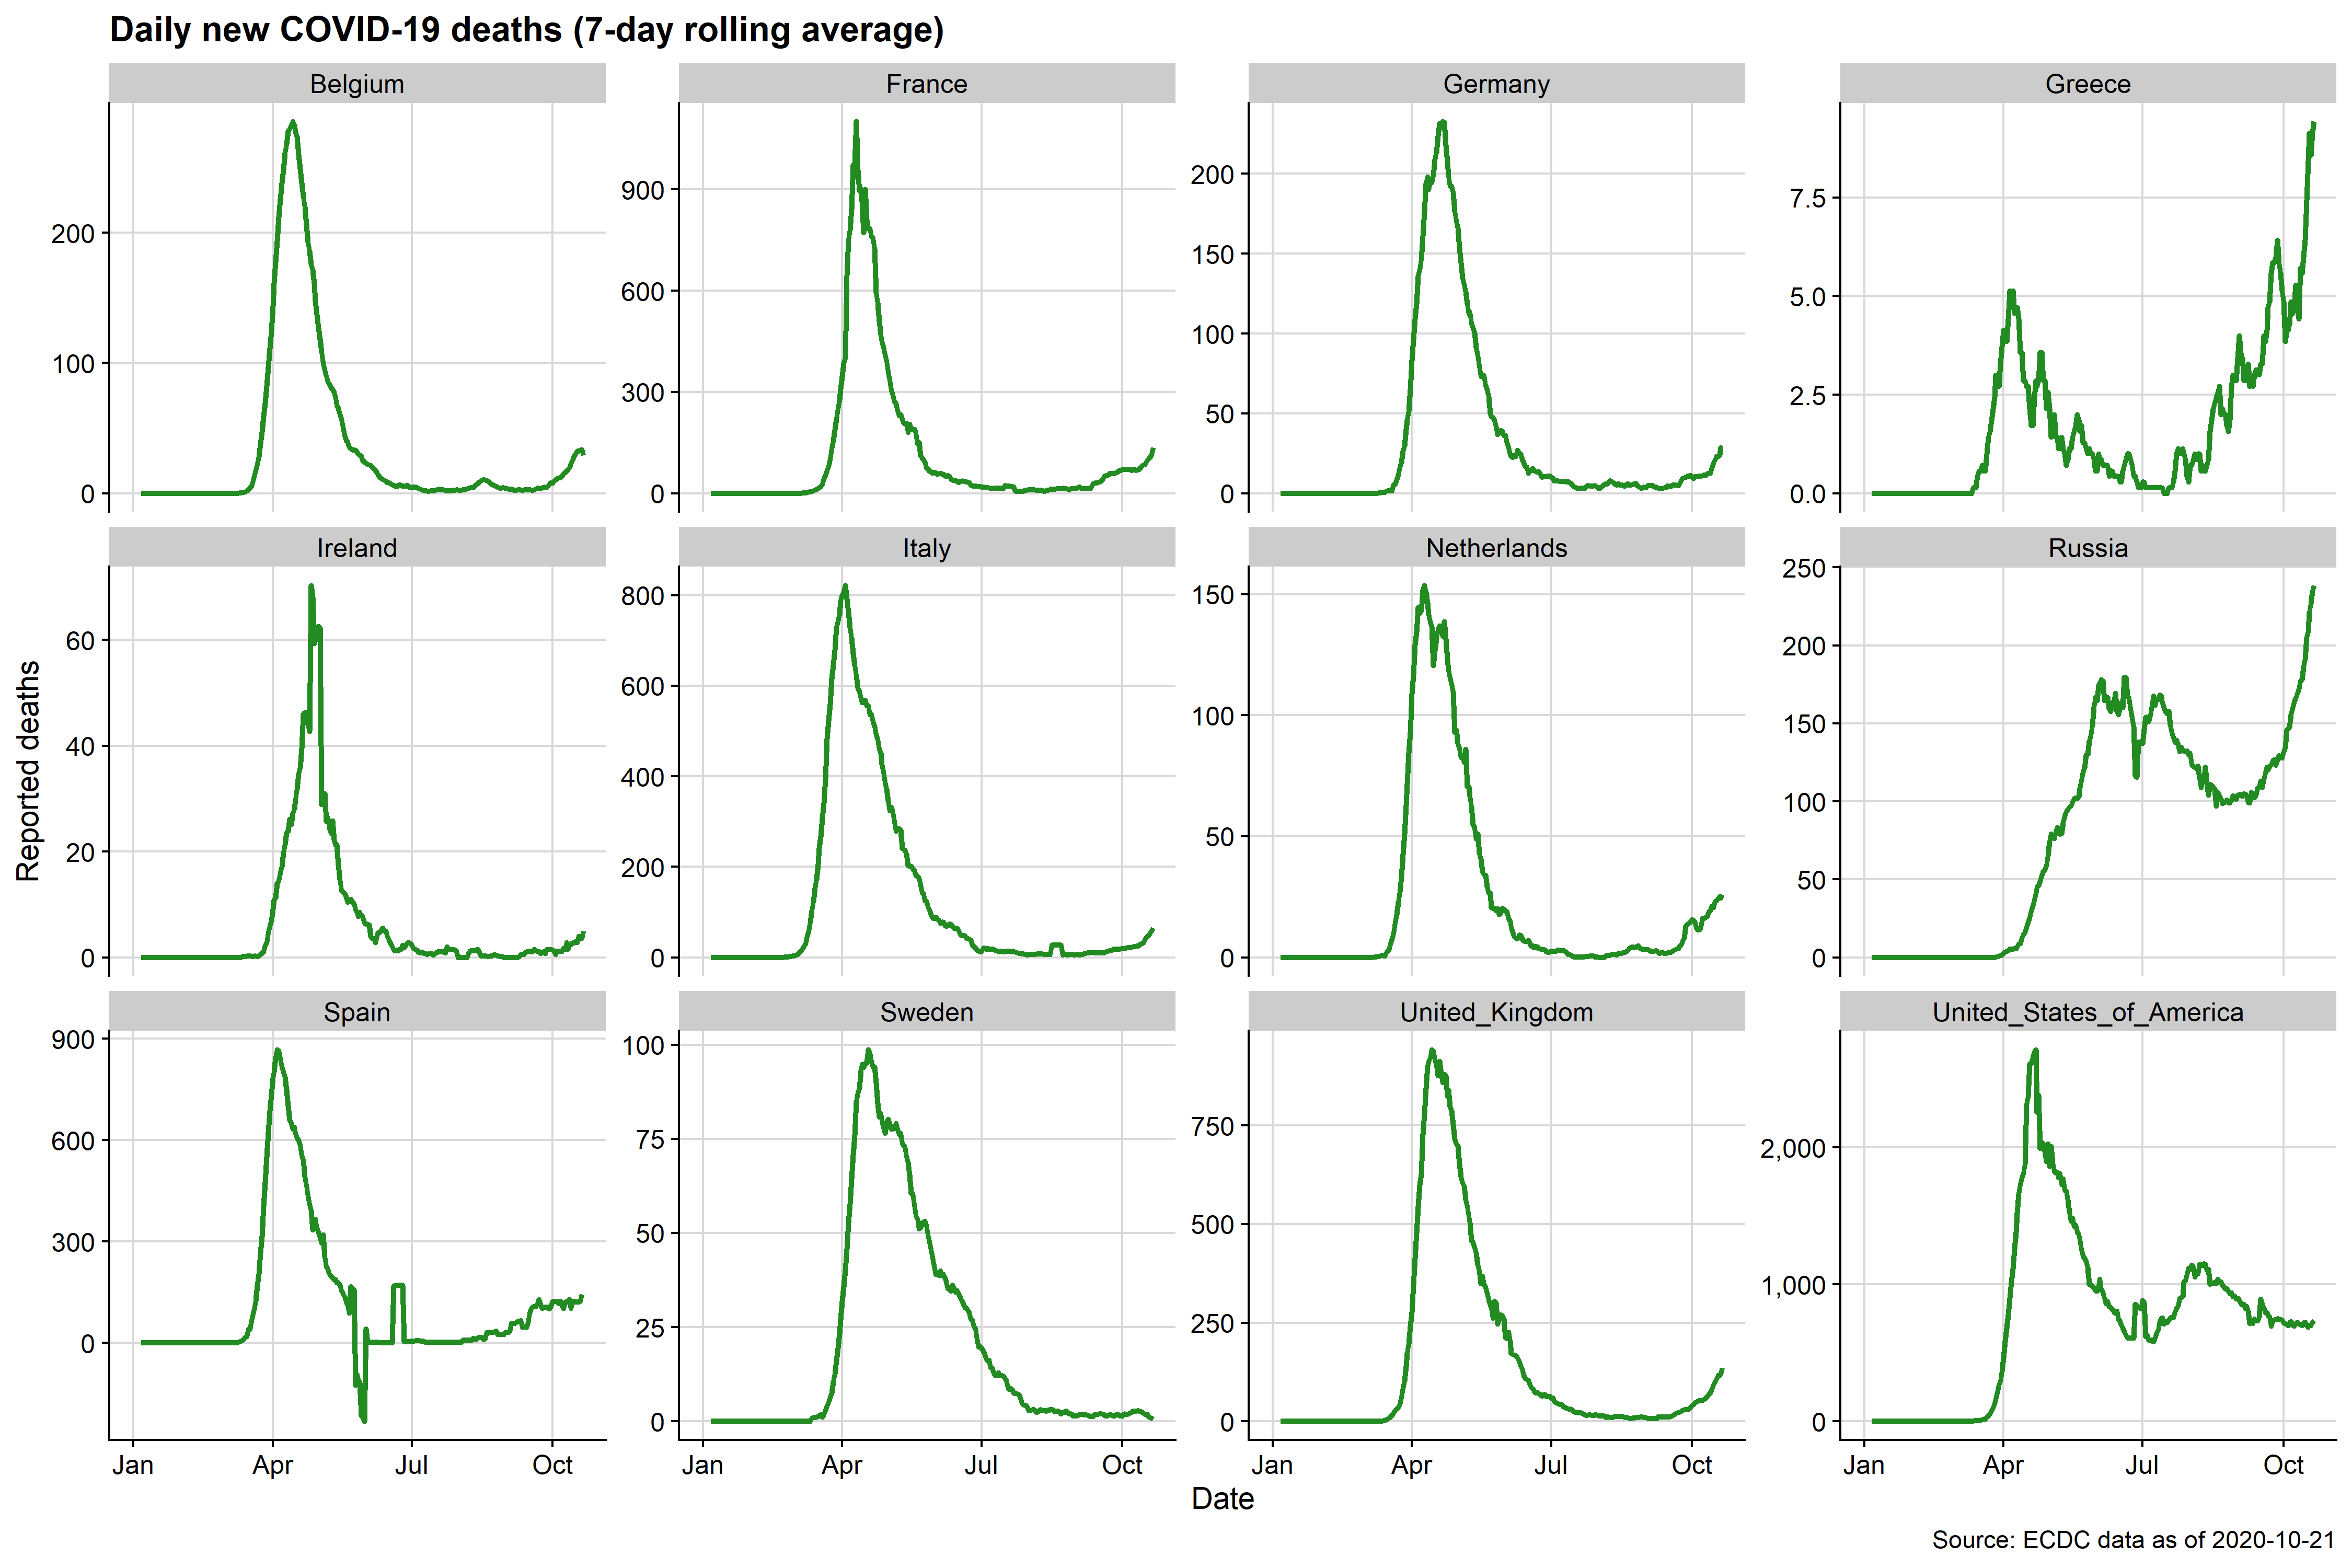 Daily new COVID-19 deaths (7-day rolling average)
Belgium
France
Germany
Greece
200
100
0
900
600
300
0
200
150
100
50
0
7.5
5.0
2.5
0.0
Ireland
Italy
Netherlands
Russia
60
40
20
0
800
600
400
200
0
150
100
50
0
250
200
150
100
50
0
Reported deaths
Spain
Sweden
United_Kingdom
United_States_of_America
900
600
300
0
100
75
50
25
0
750
500
250
0
2,000
1,000
0
Jan Apr Jul Oct
Jan Apr Jul Oct
Jan Apr Jul Oct
Jan Apr Jul Oct
Date
Source: ECDC data as of 2020-10-21